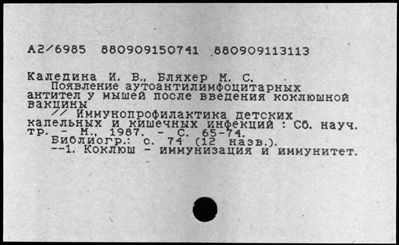 А2/6985 880909150741 880909113113
Каледина И. В., Бляхер М. С.
Появление аутоантилимфоцитарных
антител у мышей после введения коклюшной
вакцины
// Иммунопрофилактика детских
капельных и кишечных инфекций : Сб. науч.
тр. - М., 1987. - С. 65-74.
Библиогр.: с. 74 (12 назв.).
--1. Коклюш - иммунизация и иммунитет.